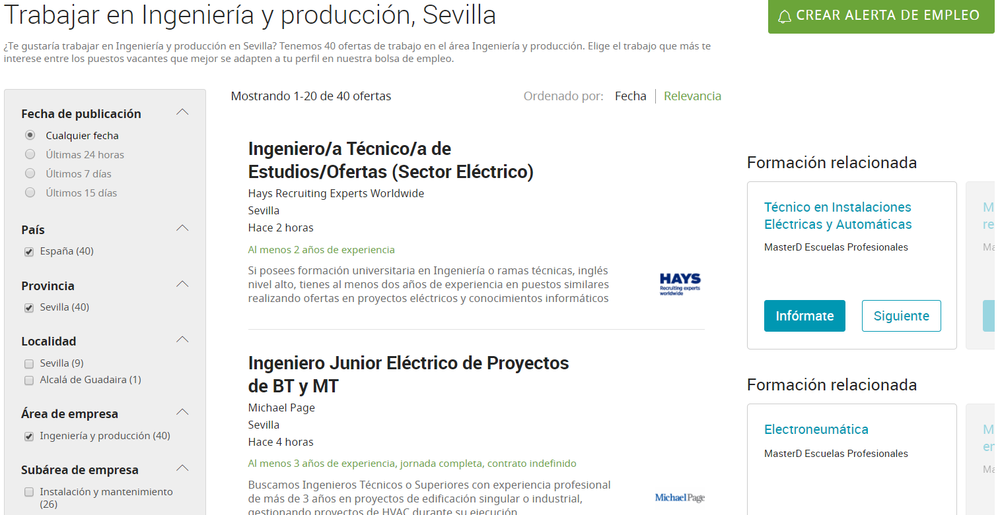 Trabajar en Ingeniería y producción, Sevilla
CREAR ALERTA DE EMPLEO
¿Te gustaría trabajar en Ingeniería y producción en Sevilla? Tenemos 40 ofertas de trabajo en el área Ingeniería y producción. Elige el trabajo que más te
interese entre los puestos vacantes que mejor se adapten a tu perfil en nuestra bolsa de empleo.
Fecha de publicación
Cualquier fecha
Últimas 24 horas
Últimos 7 días
Últimos 15 días
País
España (40)
Provincia
Sevilla (40)
Localidad
Sevilla (9)
Alcalá de Guadaira (1)
Área de empresa
Ingeniería y producción (40)
Subárea de empresa
Instalación y mantenimiento
(26)
Mostrando 1-20 de 40 ofertas
Ordenado por: Fecha Relevancia
Ingeniero/a Técnico/a de
Estudios/Ofertas (Sector Eléctrico)
Hays Recruiting Experts Worldwide
Sevilla
Hace 2 horas
Al menos 2 años de experiencia
Si posees formación universitaria en Ingeniería o ramas técnicas, inglés
nivel alto, tienes al menos dos años de experiencia en puestos similares
realizando ofertas en proyectos eléctricos y conocimientos informáticos
HAYS
Recruiting experts
worldwide
Ingeniero Junior Eléctrico de Proyectos
de BT y MT
Michael Page
Sevilla
Hace 4 horas
Al menos 3 años de experiencia, jornada completa, contrato indefinido
Buscamos Ingenieros Técnicos o Superiores con experiencia profesional
de más de 3 años en proyectos de edificación singular o industrial,
gestionando proyectos de HVAC durante su ejecución
Michael Page
Formación relacionada
Técnico en Instalaciones
Eléctricas y Automáticas
MasterD Escuelas Profesionales
Infórmate
Siguiente
M
re
Ma
Formación relacionada
Electroneumática
MasterD Escuelas Profesionales
M
en
Ma